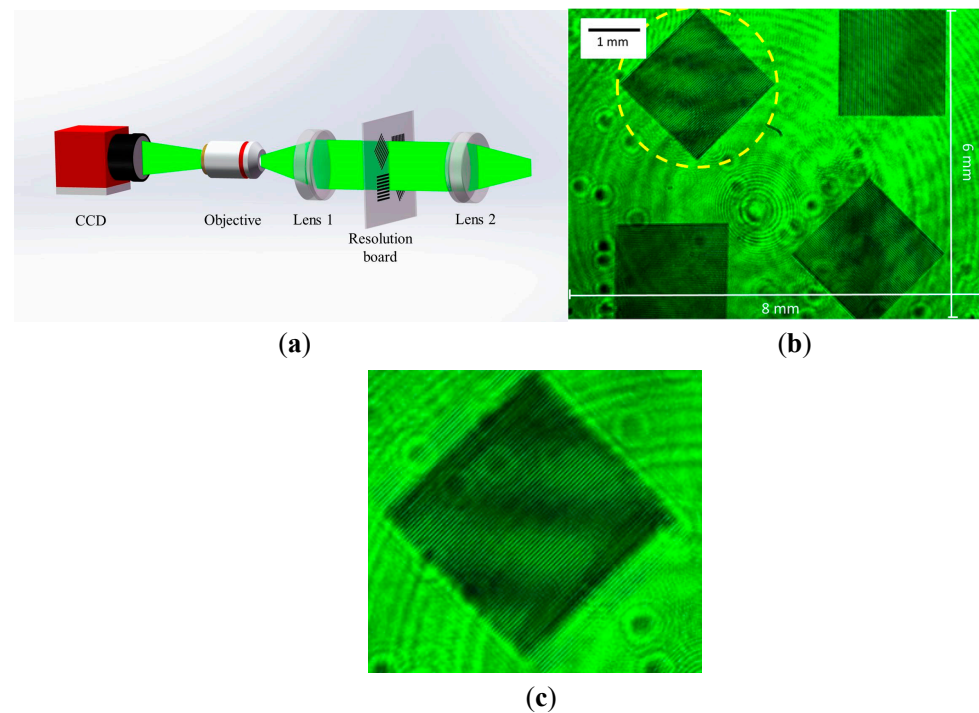 CCD
Objective
Lens 1
Resolution
board
Lens 2
(a)
1 mm
6 mm
8 mm
(b)
(c)